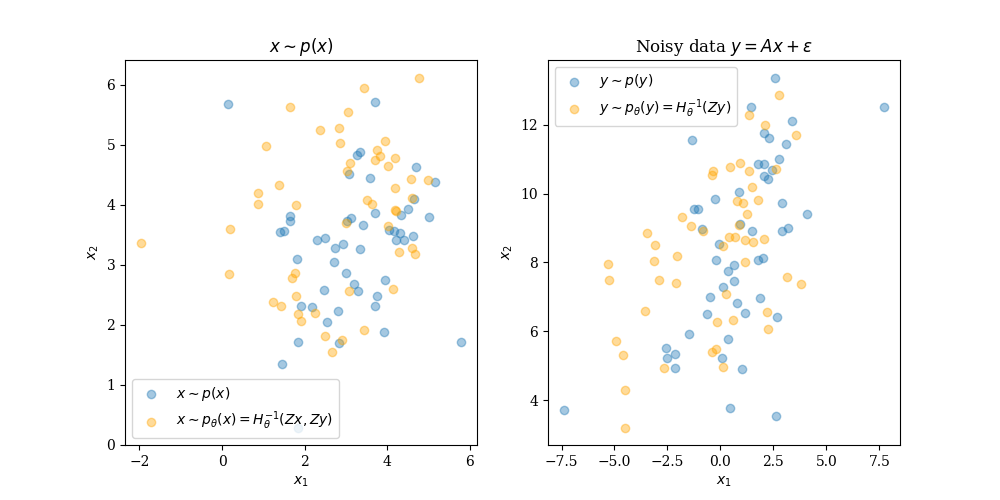 x ∼ p(x)
6
5
4
3
2
1
0
x₂
x ∼ p(x)
x ∼ p_θ(x) = H_θ^{-1}(Zx, Zy)
−2
0
2
4
6
x₁
Noisy data y = Ax + ε
y ∼ p(y)
y ∼ p_θ(y) = H_θ^{-1}(Zy)
12
10
8
6
4
x₂
−7.5
−5.0
−2.5
0.0
2.5
5.0
7.5
x₁